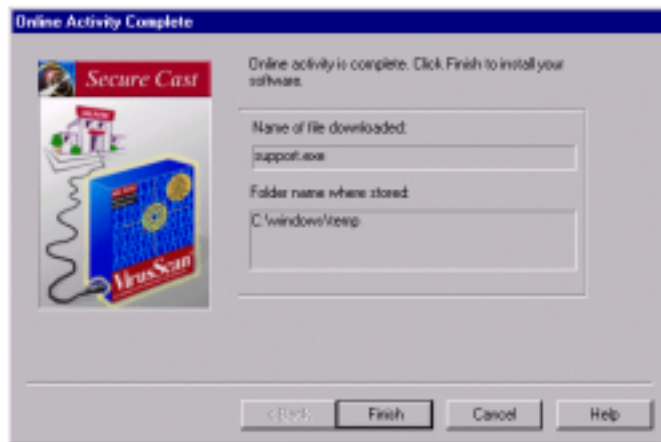 Online Activity Complete
Secure Cast
Online activity is complete. Click Finish to install your
software.
Name of file downloaded:
support.exe
Folder name where stored:
C:\windows\temp
VirusScan
< Back
Finish
Cancel
Help